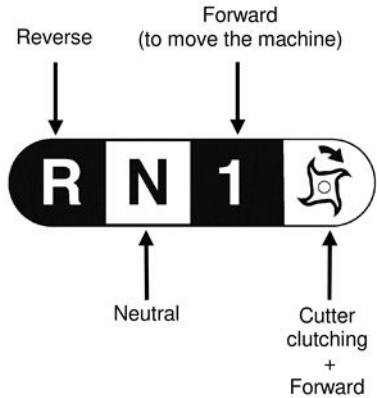 Forward
Reverse (to move the machine)
R N 1
Neutral
Cutter
clutching
+
Forward